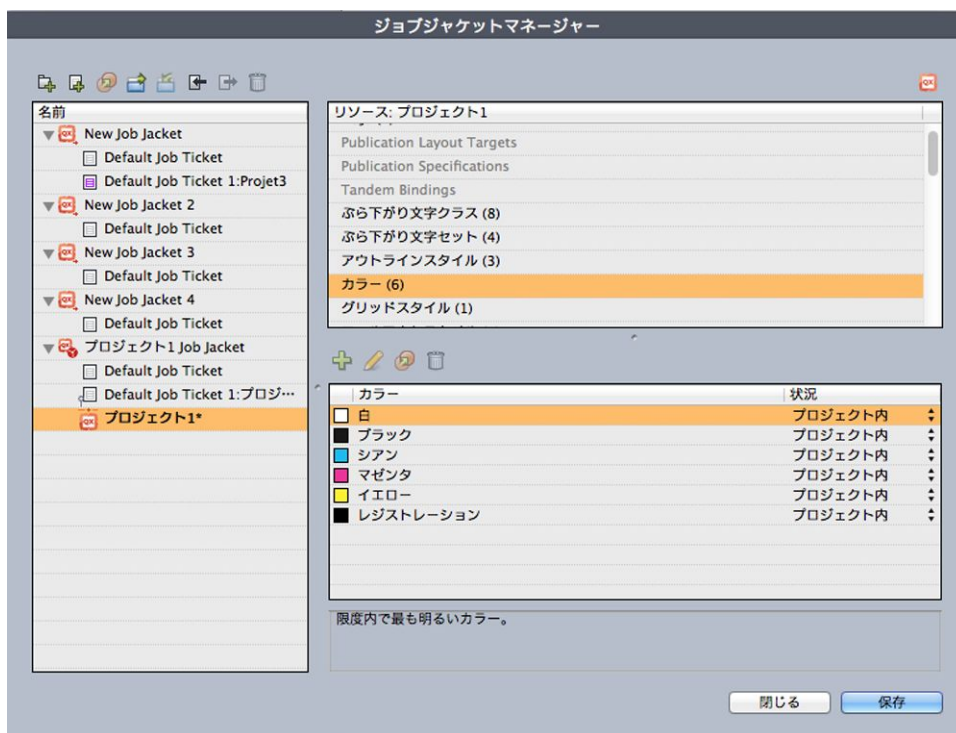 ジョブジャケットマネージャー
名前
New Job Jacket
Default Job Ticket
Default Job Ticket 1:Projet3
New Job Jacket 2
Default Job Ticket
New Job Jacket 3
Default Job Ticket
New Job Jacket 4
Default Job Ticket
プロジェクト1 Job Jacket
Default Job Ticket
Default Job Ticket 1:プロジ…
プロジェクト1*
リソース: プロジェクト1
Publication Layout Targets
Publication Specifications
Tandem Bindings
ぶら下がり文字クラス (8)
ぶら下がり文字セット (4)
アウトラインスタイル (3)
カラー (6)
グリッドスタイル (1)
カラー 状況
白 プロジェクト内
ブラック プロジェクト内
シアン プロジェクト内
マゼンタ プロジェクト内
イエロー プロジェクト内
レジストレーション プロジェクト内
限度内で最も明るいカラー。
閉じる 保存